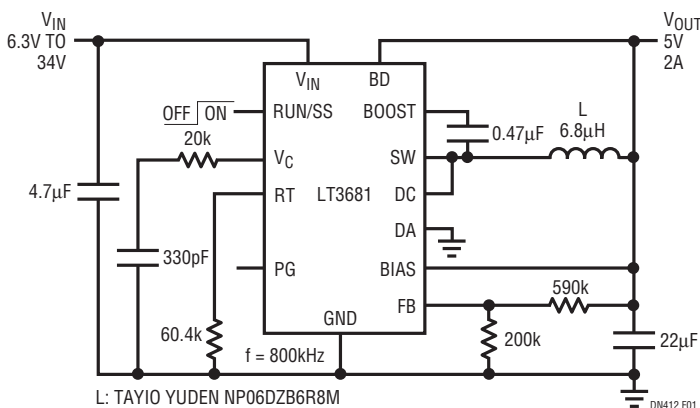 VIN
6.3V TO
34V
VOUT
5V
2A
VIN
BD
OFF ON
RUN/SS
BOOST
L
6.8µH
0.47µF
20k
VC
SW
4.7µF
RT
LT3681
DC
DA
330pF
PG
BIAS
590k
FB
GND
60.4k
200k
22µF
f = 800kHz
L: TAYIO YUDEN NP06DZB6R8M
DN412 F01